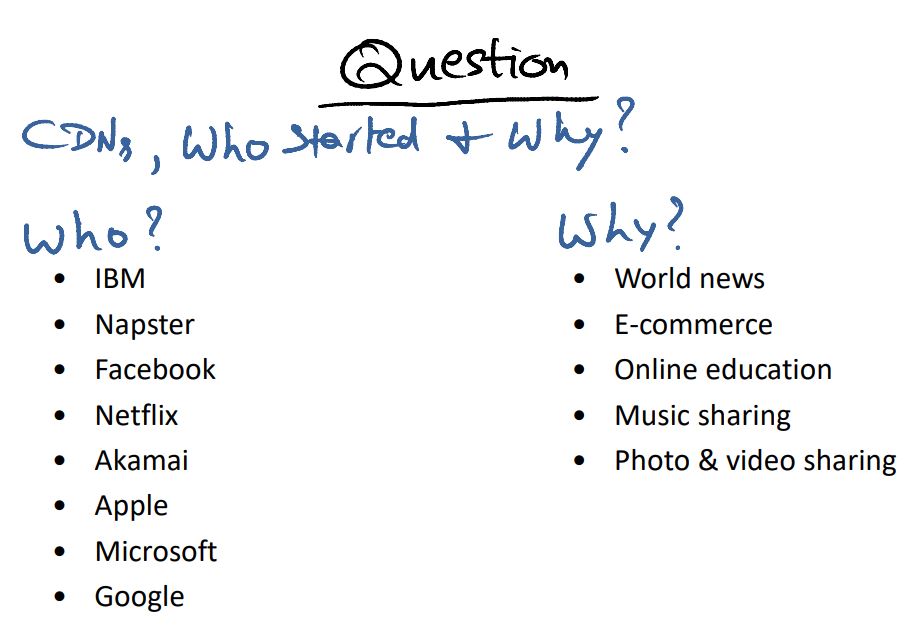 Question
CDNs, Who Started + Why?
Who?
• IBM
• Napster
• Facebook
• Netflix
• Akamai
• Apple
• Microsoft
• Google
Why?
• World news
• E-commerce
• Online education
• Music sharing
• Photo & video sharing